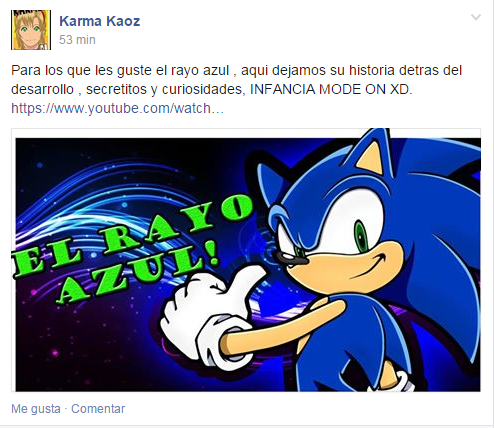 Karma Kaoz
53 min
Para los que les guste el rayo azul , aqui dejamos su historia detras del
desarrollo , secretitos y curiosidades, INFANCIA MODE ON XD.
https://www.youtube.com/watch…
EL RAYO
AZUL!
Me gusta · Comentar